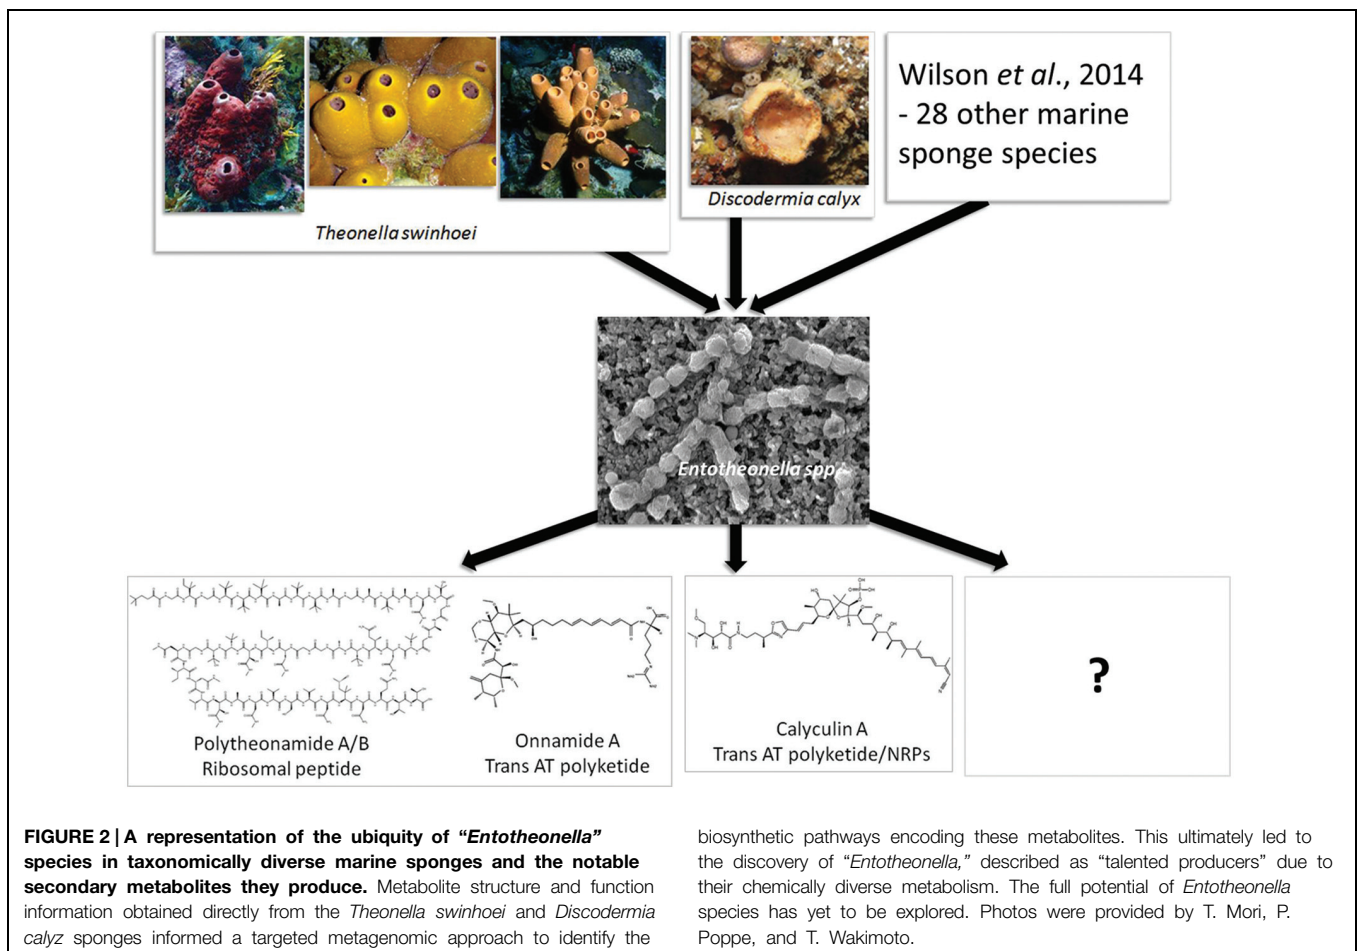 Wilson et al., 2014
- 28 other marine
sponge species
Discodermia calyx
Theonella swinhoei
Entotheonella spp.
Polytheonamide A/B
Ribosomal peptide
Onnamide A
Trans AT polyketide
Calyculin A
Trans AT polyketide/NRPs
?
FIGURE 2 | A representation of the ubiquity of “Entotheonella”
species in taxonomically diverse marine sponges and the notable
secondary metabolites they produce. Metabolite structure and function
information obtained directly from the Theonella swinhoei and Discodermia
calyz sponges informed a targeted metagenomic approach to identify the
biosynthetic pathways encoding these metabolites. This ultimately led to
the discovery of “Entotheonella,” described as “talented producers” due to
their chemically diverse metabolism. The full potential of Entotheonella
species has yet to be explored. Photos were provided by T. Mori, P.
Poppe, and T. Wakimoto.